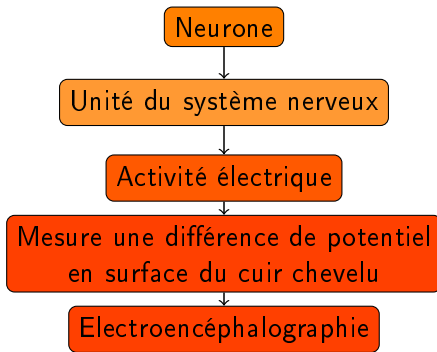 Neurone
Unité du système nerveux
Activité électrique
Mesure une différence de potentiel
en surface du cuir chevelu
Electroencéphalographie